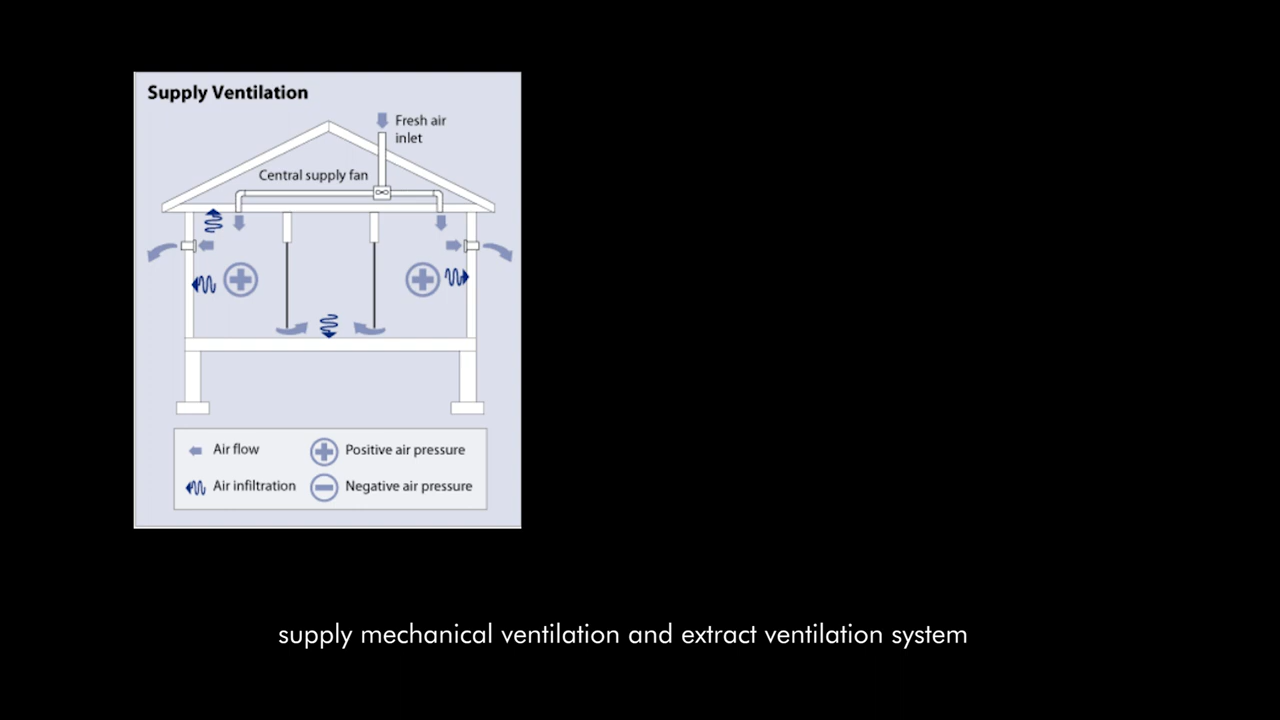 Supply Ventilation
Fresh air
inlet
Central supply fan
Air flow
Positive air pressure
Air infiltration
Negative air pressure
supply mechanical ventilation and extract ventilation system